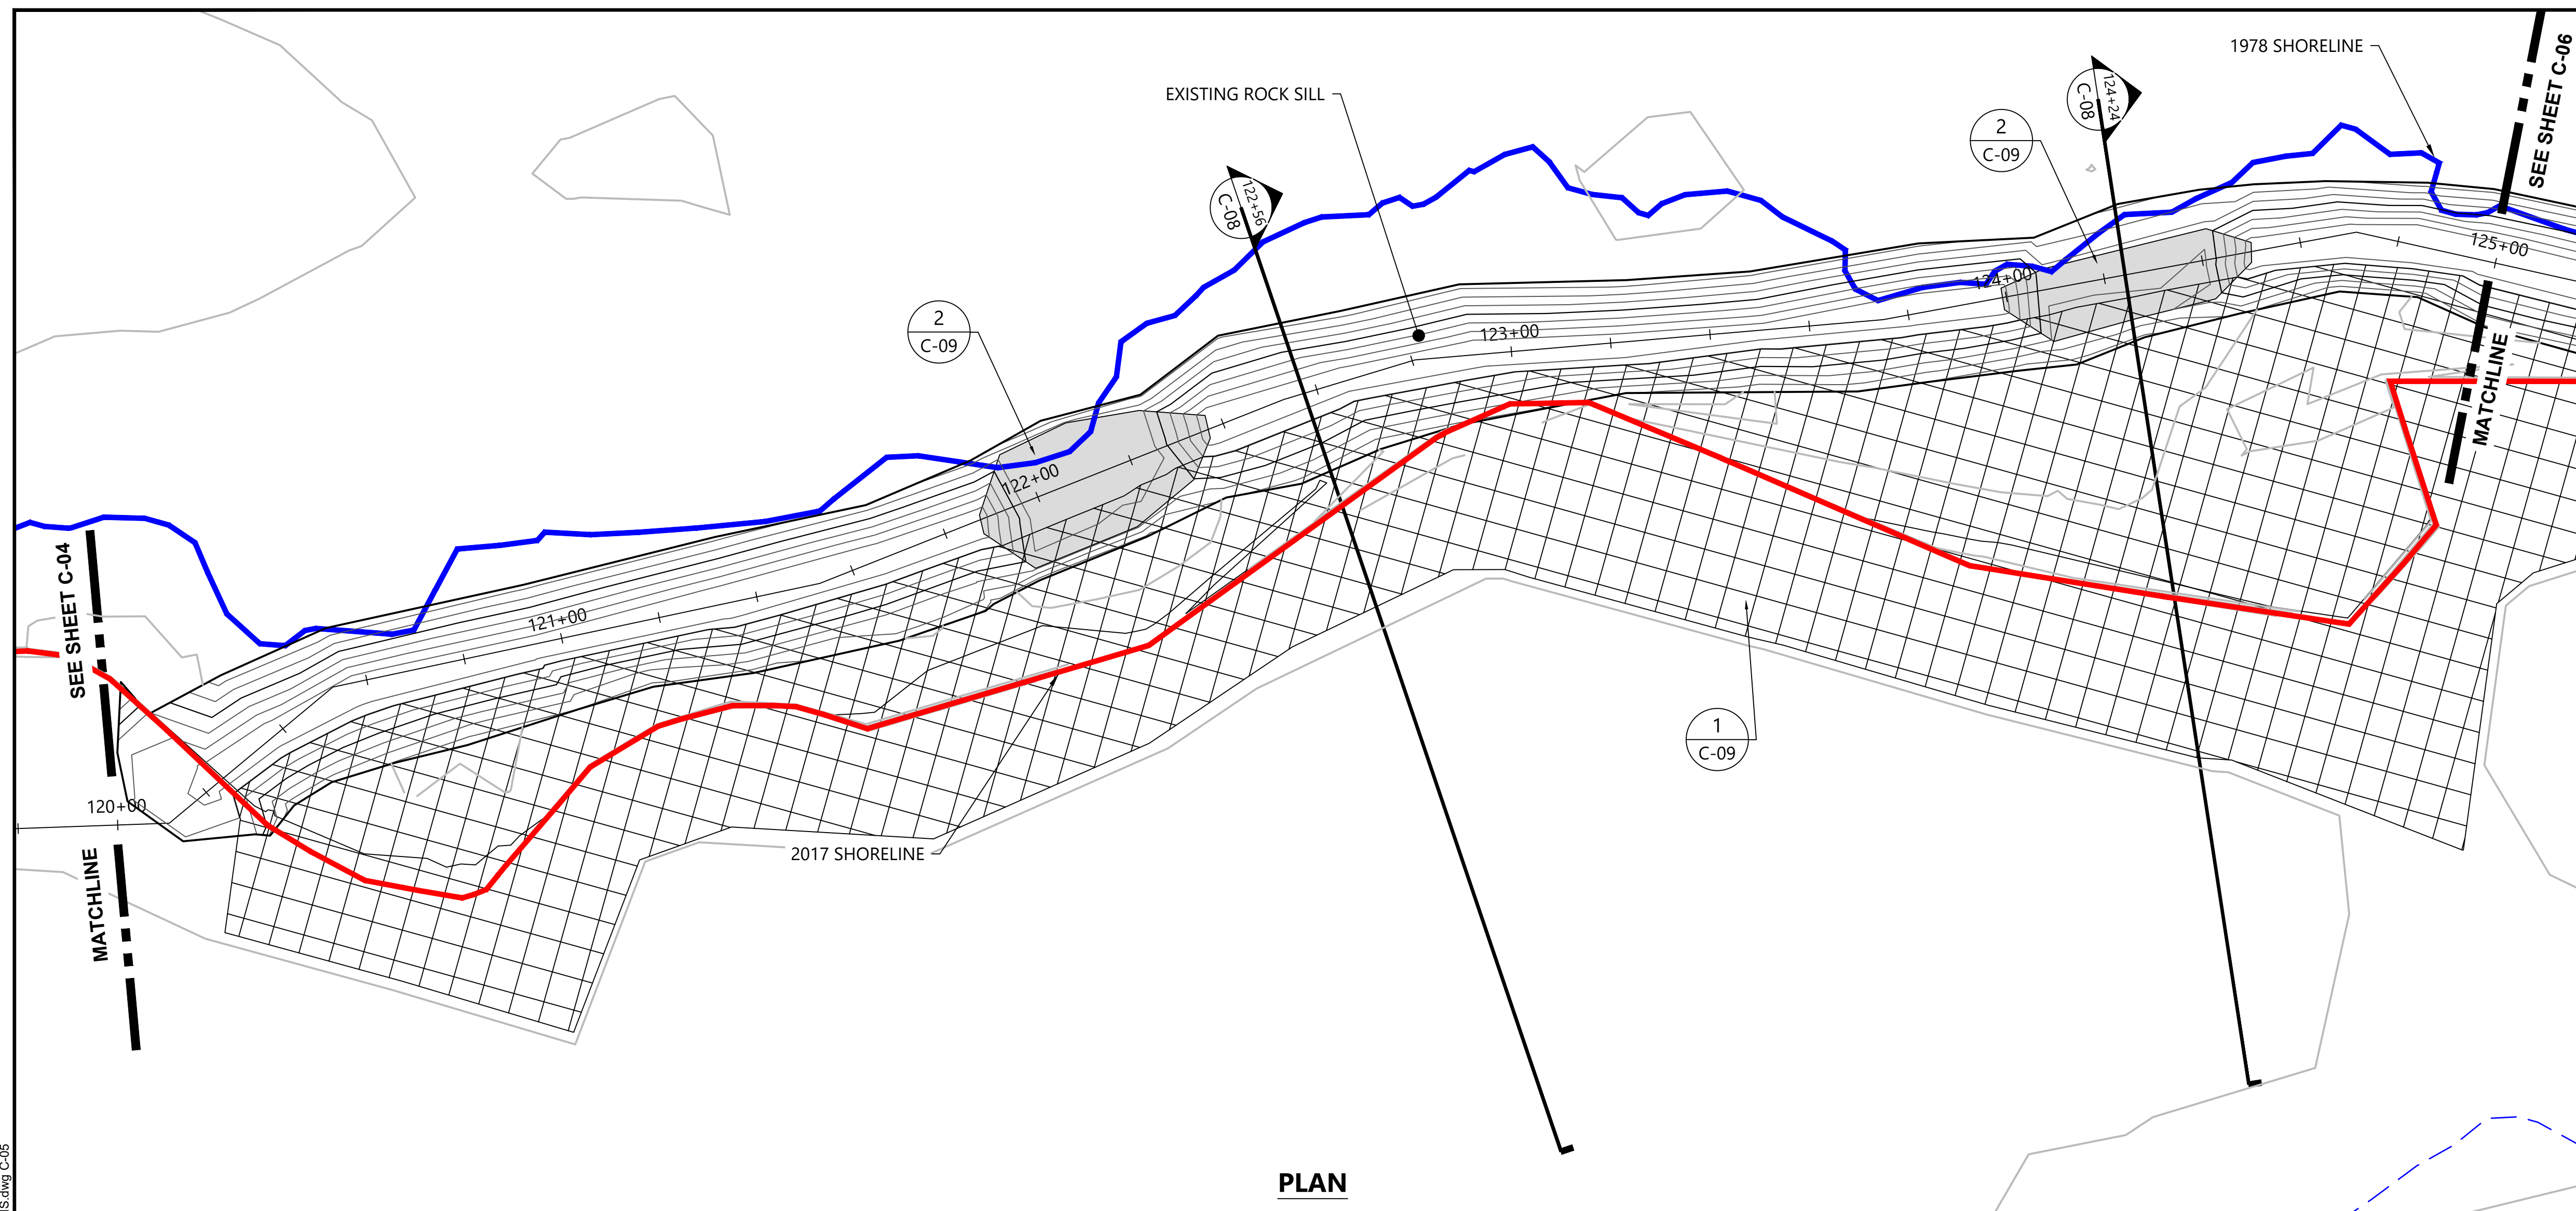 1978 SHORELINE
SEE SHEET C-06
EXISTING ROCK SILL
124+24
C-08
2
C-09
122+56
C-08
125+00
124+00
123+00
2
C-09
MATCHLINE
122+00
SEE SHEET C-04
121+00
1
C-09
120+00
2017 SHORELINE
MATCHLINE
PLAN
IS.dwg C-05